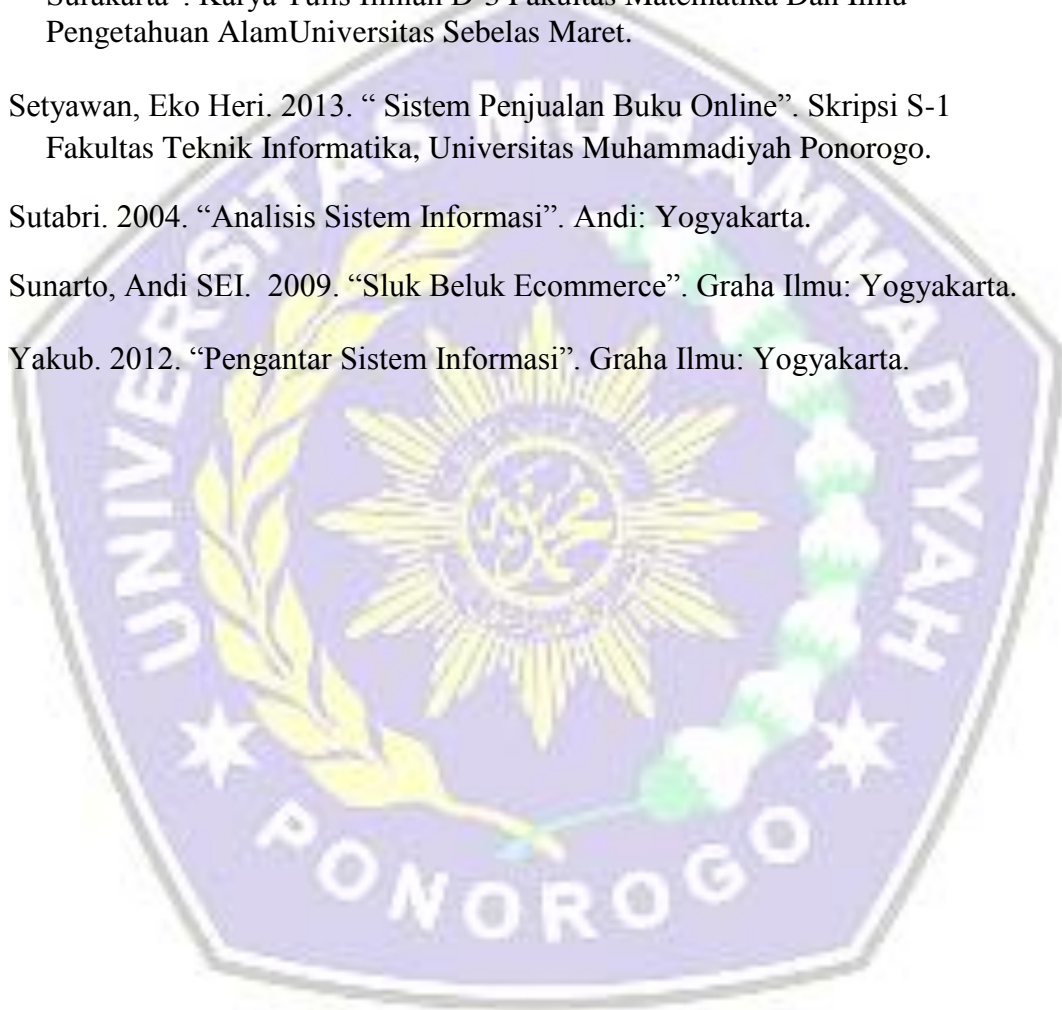 Surakarta”. Karya Tulis Ilmiah D-3 Fakultas Matematika Dan Ilmu
Pengetahuan AlamUniversitas Sebelas Maret.
Setyawan, Eko Heri. 2013. “ Sistem Penjualan Buku Online”. Skripsi S-1
Fakultas Teknik Informatika, Universitas Muhammadiyah Ponorogo.
Sutabri. 2004. “Analisis Sistem Informasi”. Andi: Yogyakarta.
Sunarto, Andi SEI.  2009. “Sluk Beluk Ecommerce”. Graha Ilmu: Yogyakarta.
Yakub. 2012. “Pengantar Sistem Informasi”. Graha Ilmu: Yogyakarta.
UNIVERSITAS MUHAMMADIYAH
PONOROGO